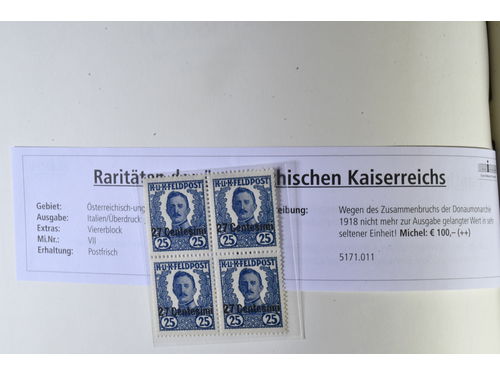 Raritäten hischen Kaiserreichs
Gebiet: Österreichisch-ung
Ausgabe: Italien/Überdruck
Extras: Viererblock
Mi.Nr.: VII
Erhaltung: Postfrisch
reibung: Wegen des Zusammenbruchs der Donaumonarchie
1918 nicht mehr zur Ausgabe gelangter Wert in sehr
seltener Einheit! Michel: € 100,– (++)
5171.011
K·U·K·FELDPOST K·U·K·FELDPOST
27 Centesimi 27 Centesimi
25 25 25 25
K·U·K·FELDPOST K·U·K·FELDPOST
27 Centesimi 27 Centesimi
25 25 25 25